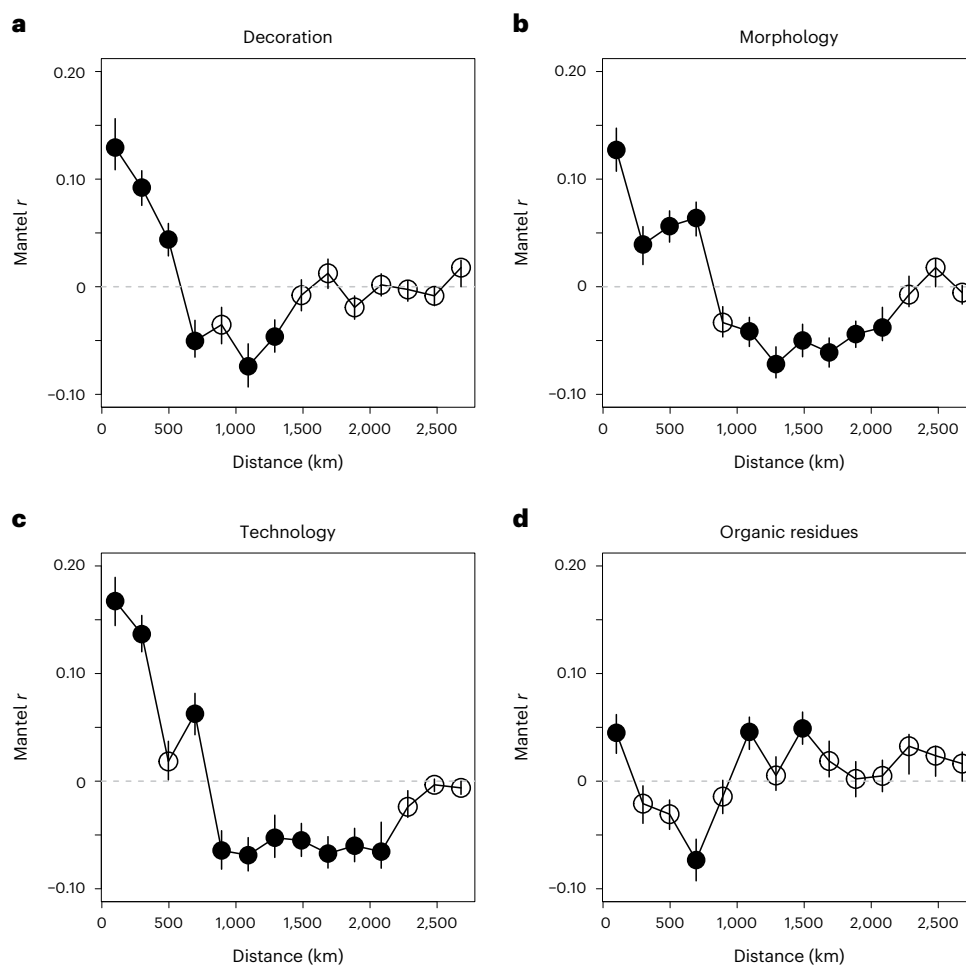 a
Decoration
0.20
0.10
0
−0.10
Mantel r
0 500 1,000 1,500 2,000 2,500
Distance (km)
b
Morphology
0.20
0.10
0
−0.10
Mantel r
0 500 1,000 1,500 2,000 2,500
Distance (km)
c
Technology
0.20
0.10
0
−0.10
Mantel r
0 500 1,000 1,500 2,000 2,500
Distance (km)
d
Organic residues
0.20
0.10
0
−0.10
Mantel r
0 500 1,000 1,500 2,000 2,500
Distance (km)